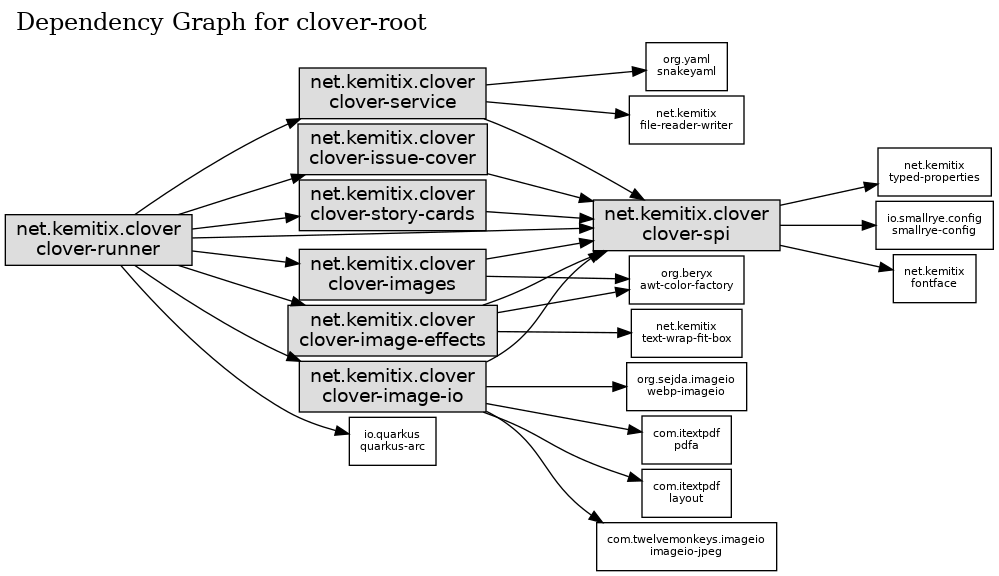 Dependency Graph for clover-root
net.kemitix.clover
clover-runner
net.kemitix.clover
clover-service
net.kemitix.clover
clover-issue-cover
net.kemitix.clover
clover-story-cards
net.kemitix.clover
clover-images
net.kemitix.clover
clover-image-effects
net.kemitix.clover
clover-image-io
io.quarkus
quarkus-arc
org.yaml
snakeyaml
net.kemitix
file-reader-writer
net.kemitix.clover
clover-spi
org.beryx
awt-color-factory
net.kemitix
text-wrap-fit-box
org.sejda.imageio
webp-imageio
com.itextpdf
pdfa
com.itextpdf
layout
com.twelvemonkeys.imageio
imageio-jpeg
net.kemitix
typed-properties
io.smallrye.config
smallrye-config
net.kemitix
fontface